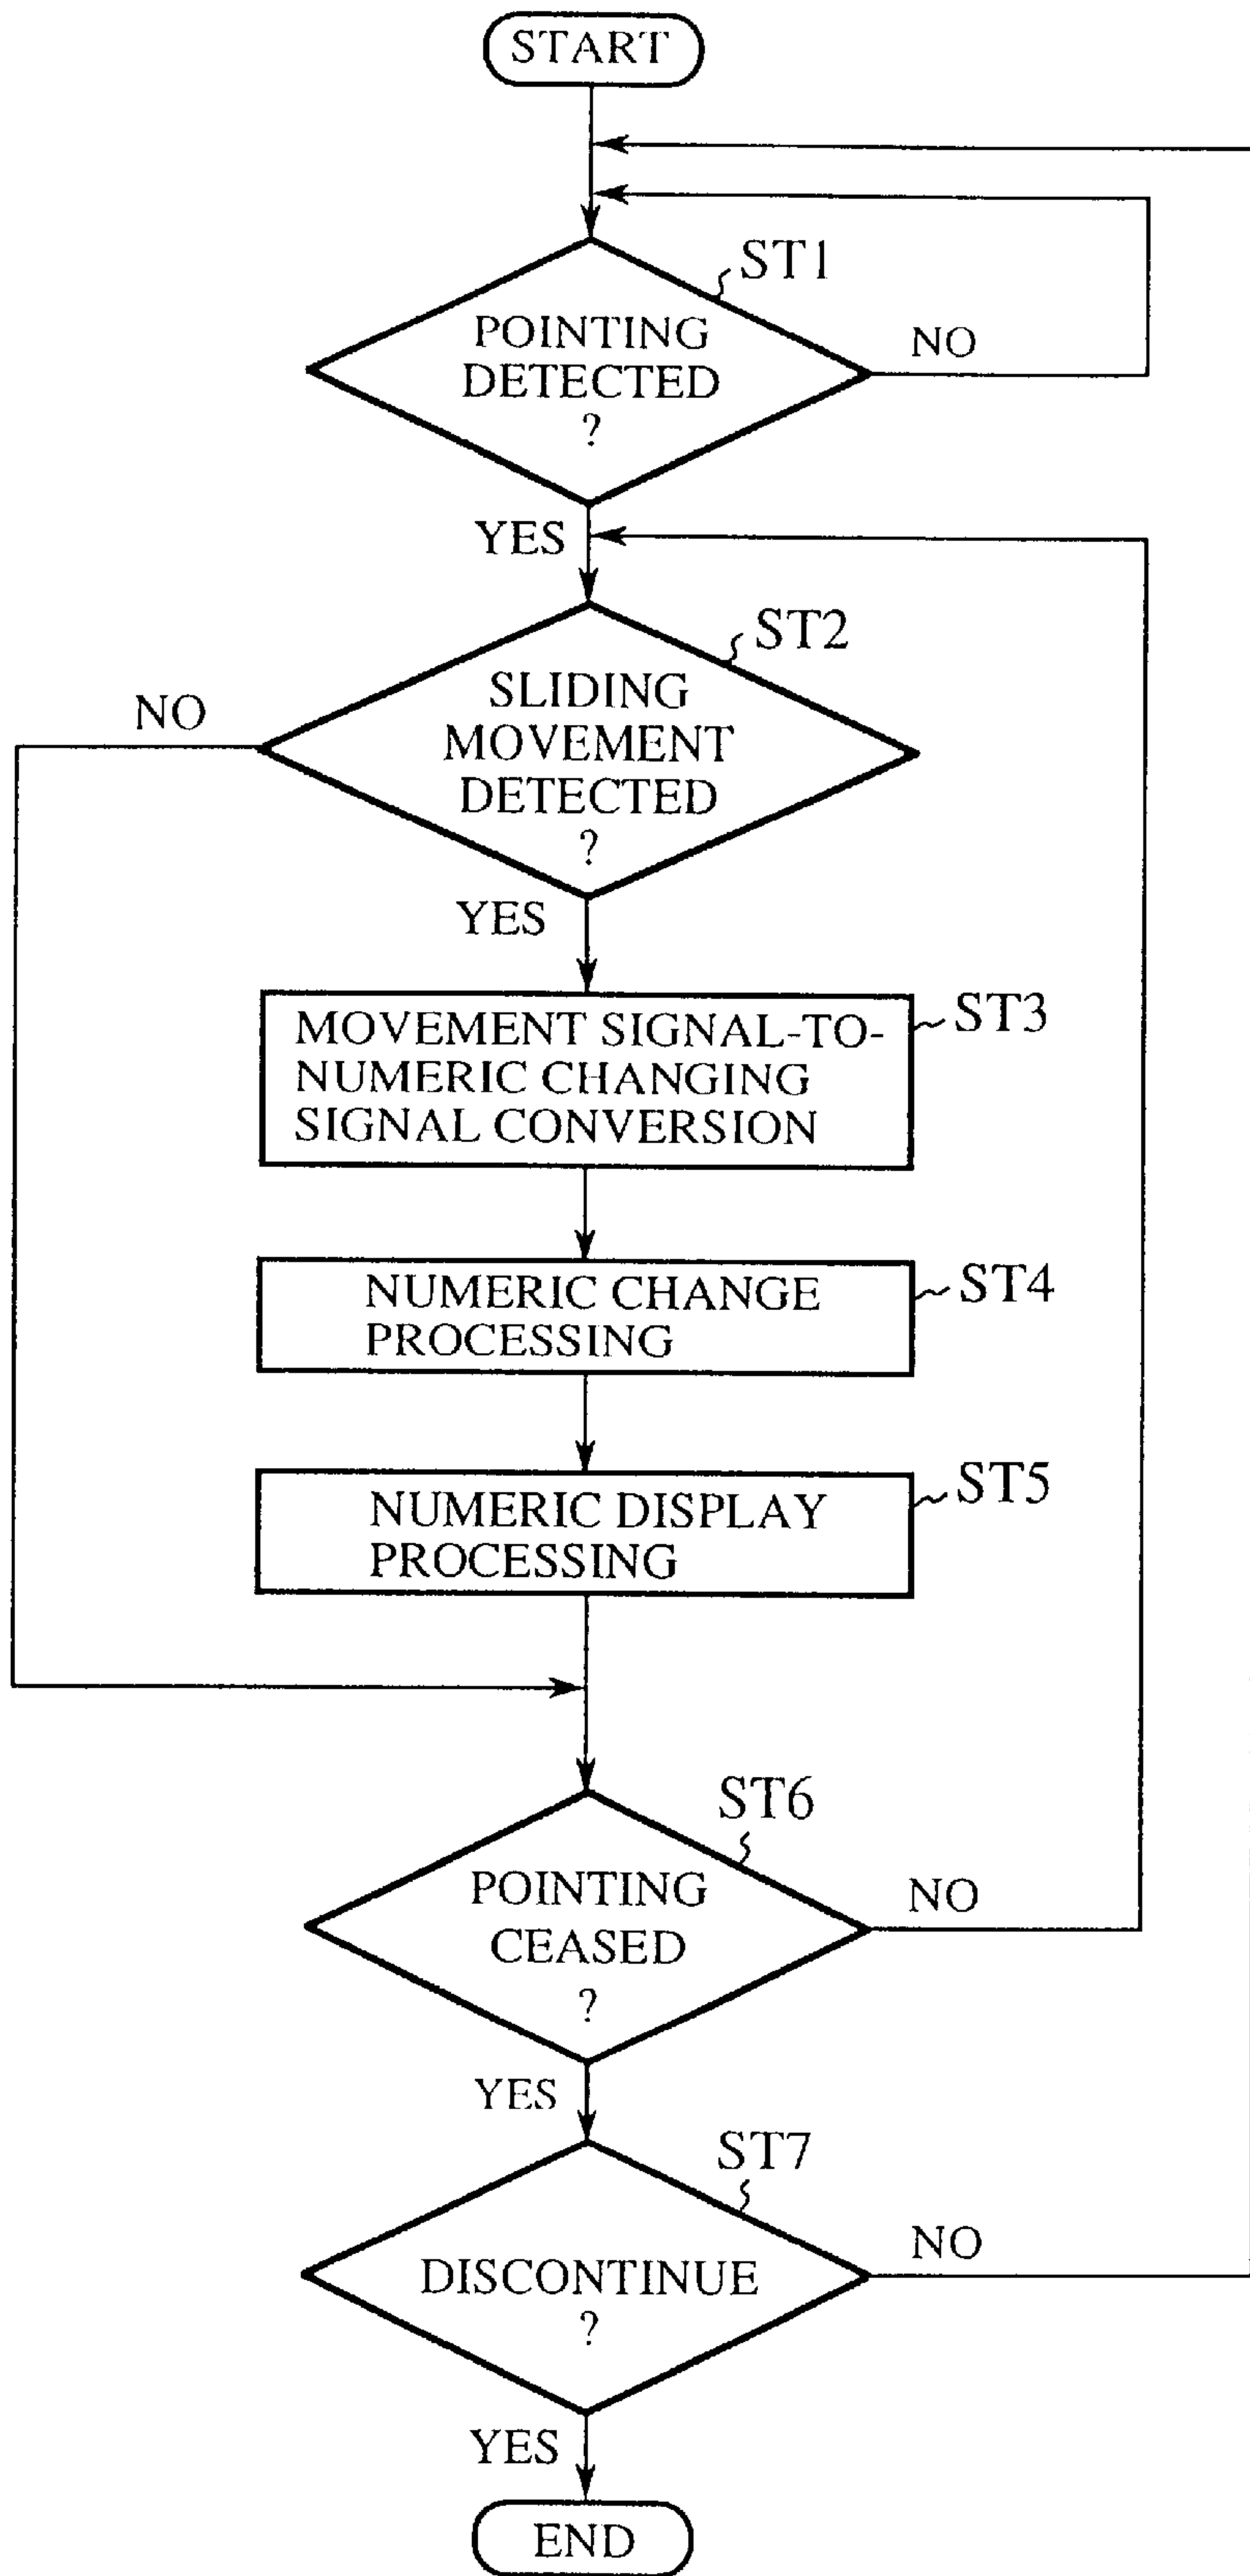 START
ST1
POINTING
DETECTED
?
NO
YES
ST2
SLIDING
MOVEMENT
DETECTED
?
NO
YES
MOVEMENT SIGNAL-TO-
NUMERIC CHANGING
SIGNAL CONVERSION
ST3
NUMERIC CHANGE
PROCESSING
ST4
NUMERIC DISPLAY
PROCESSING
ST5
ST6
POINTING
CEASED
?
NO
YES
ST7
DISCONTINUE
?
NO
YES
END